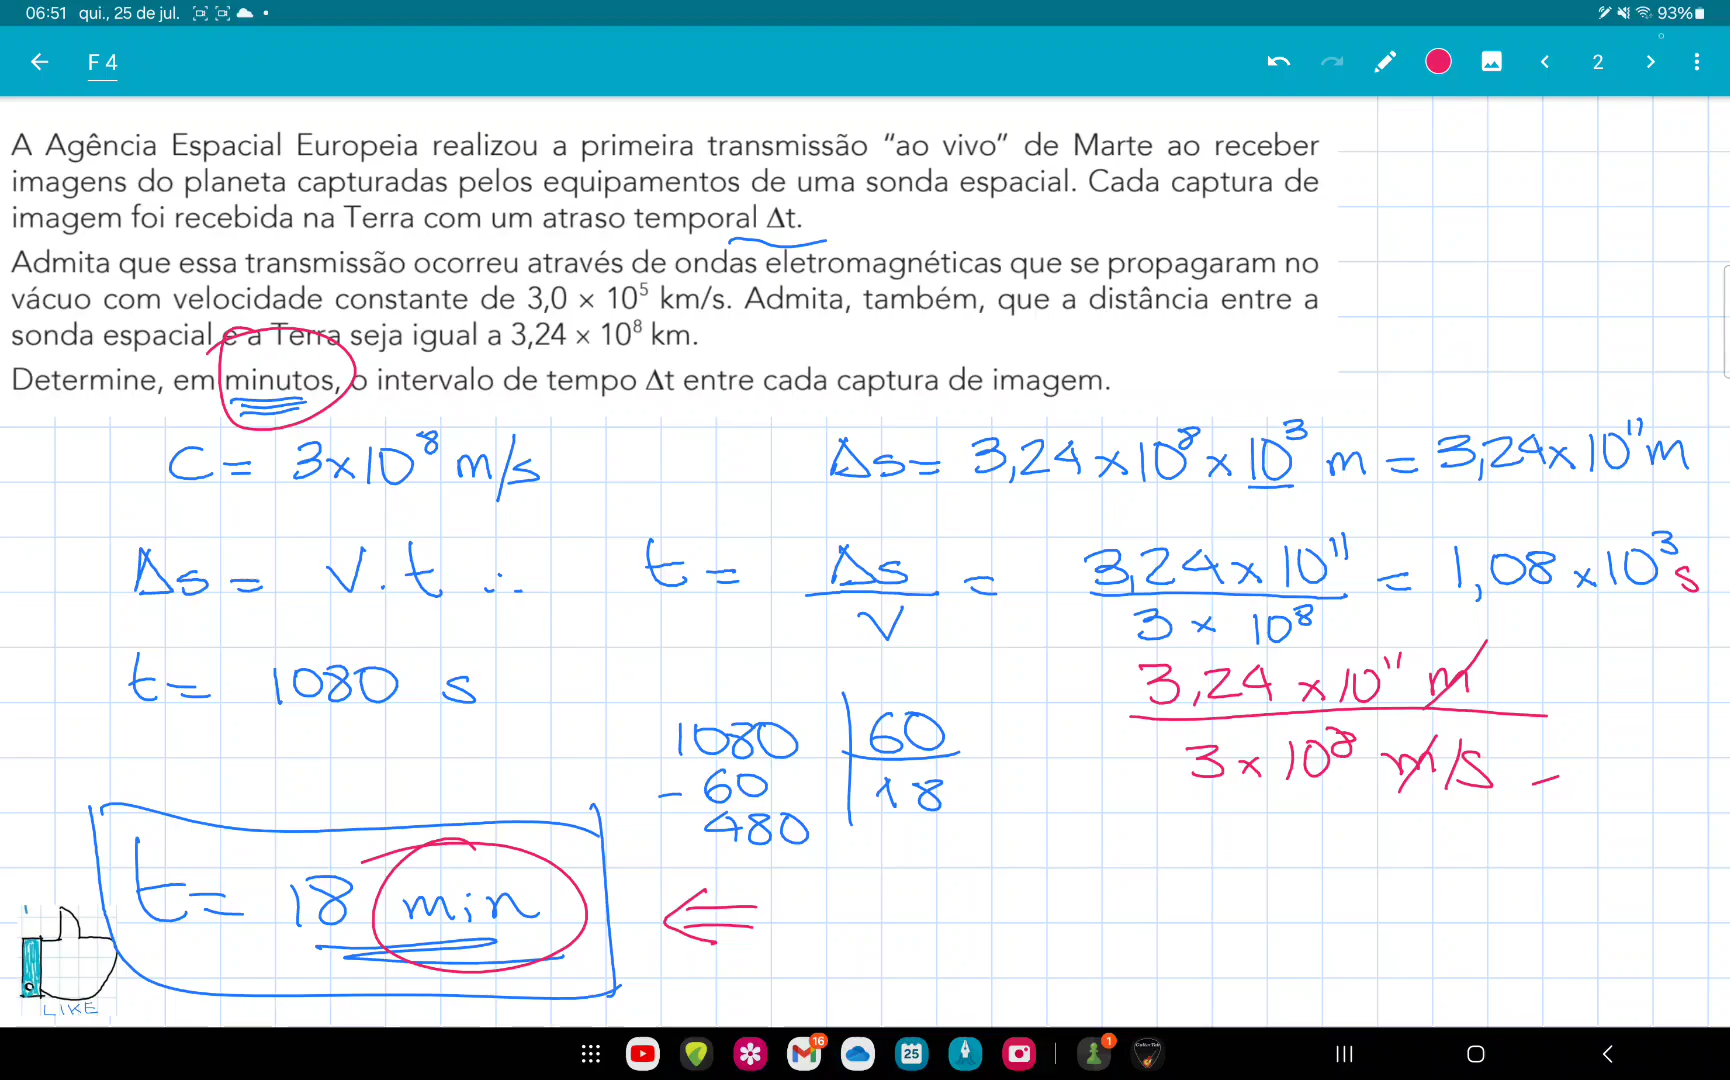 06:51 qui., 25 de jul.
93%
F 4
2
A Agência Espacial Europeia realizou a primeira transmissão “ao vivo” de Marte ao receber
imagens do planeta capturadas pelos equipamentos de uma sonda espacial. Cada captura de
imagem foi recebida na Terra com um atraso temporal Δt.
Admita que essa transmissão ocorreu através de ondas eletromagnéticas que se propagaram no
vácuo com velocidade constante de 3,0 × 10⁵ km/s. Admita, também, que a distância entre a
sonda espacial e a Terra seja igual a 3,24 × 10⁸ km.
Determine, em minutos, o intervalo de tempo Δt entre cada captura de imagem.
C = 3×10⁸ m/s
Δs = 3,24 × 10⁸ × 10³ m = 3,24 × 10¹¹ m
Δs = V . t ∴ t = Δs / V = 3,24 × 10¹¹ / 3 × 10⁸ = 1,08 × 10³ s
t = 1080 s
3,24 × 10¹¹ m
3 × 10⁸ m/s =
1080 | 60
- 60 | 18
480
t = 18 min
LIKE
16
25
1